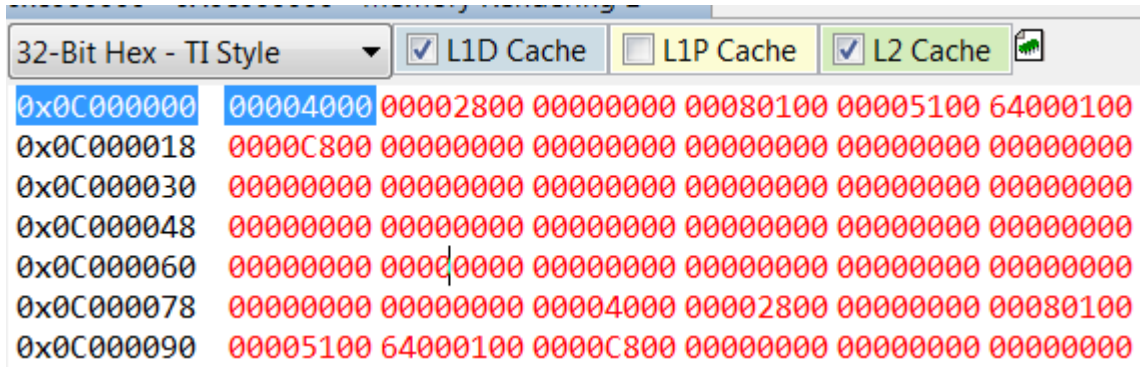 32-Bit Hex - TI Style L1D Cache L1P Cache L2 Cache
0x0C000000 00004000 00002800 00000000 00080100 00005100 64000100
0x0C000018 0000C800 00000000 00000000 00000000 00000000 00000000
0x0C000030 00000000 00000000 00000000 00000000 00000000 00000000
0x0C000048 00000000 00000000 00000000 00000000 00000000 00000000
0x0C000060 00000000 00000000 00000000 00000000 00000000 00000000
0x0C000078 00000000 00000000 00004000 00002800 00000000 00080100
0x0C000090 00005100 64000100 0000C800 00000000 00000000 00000000